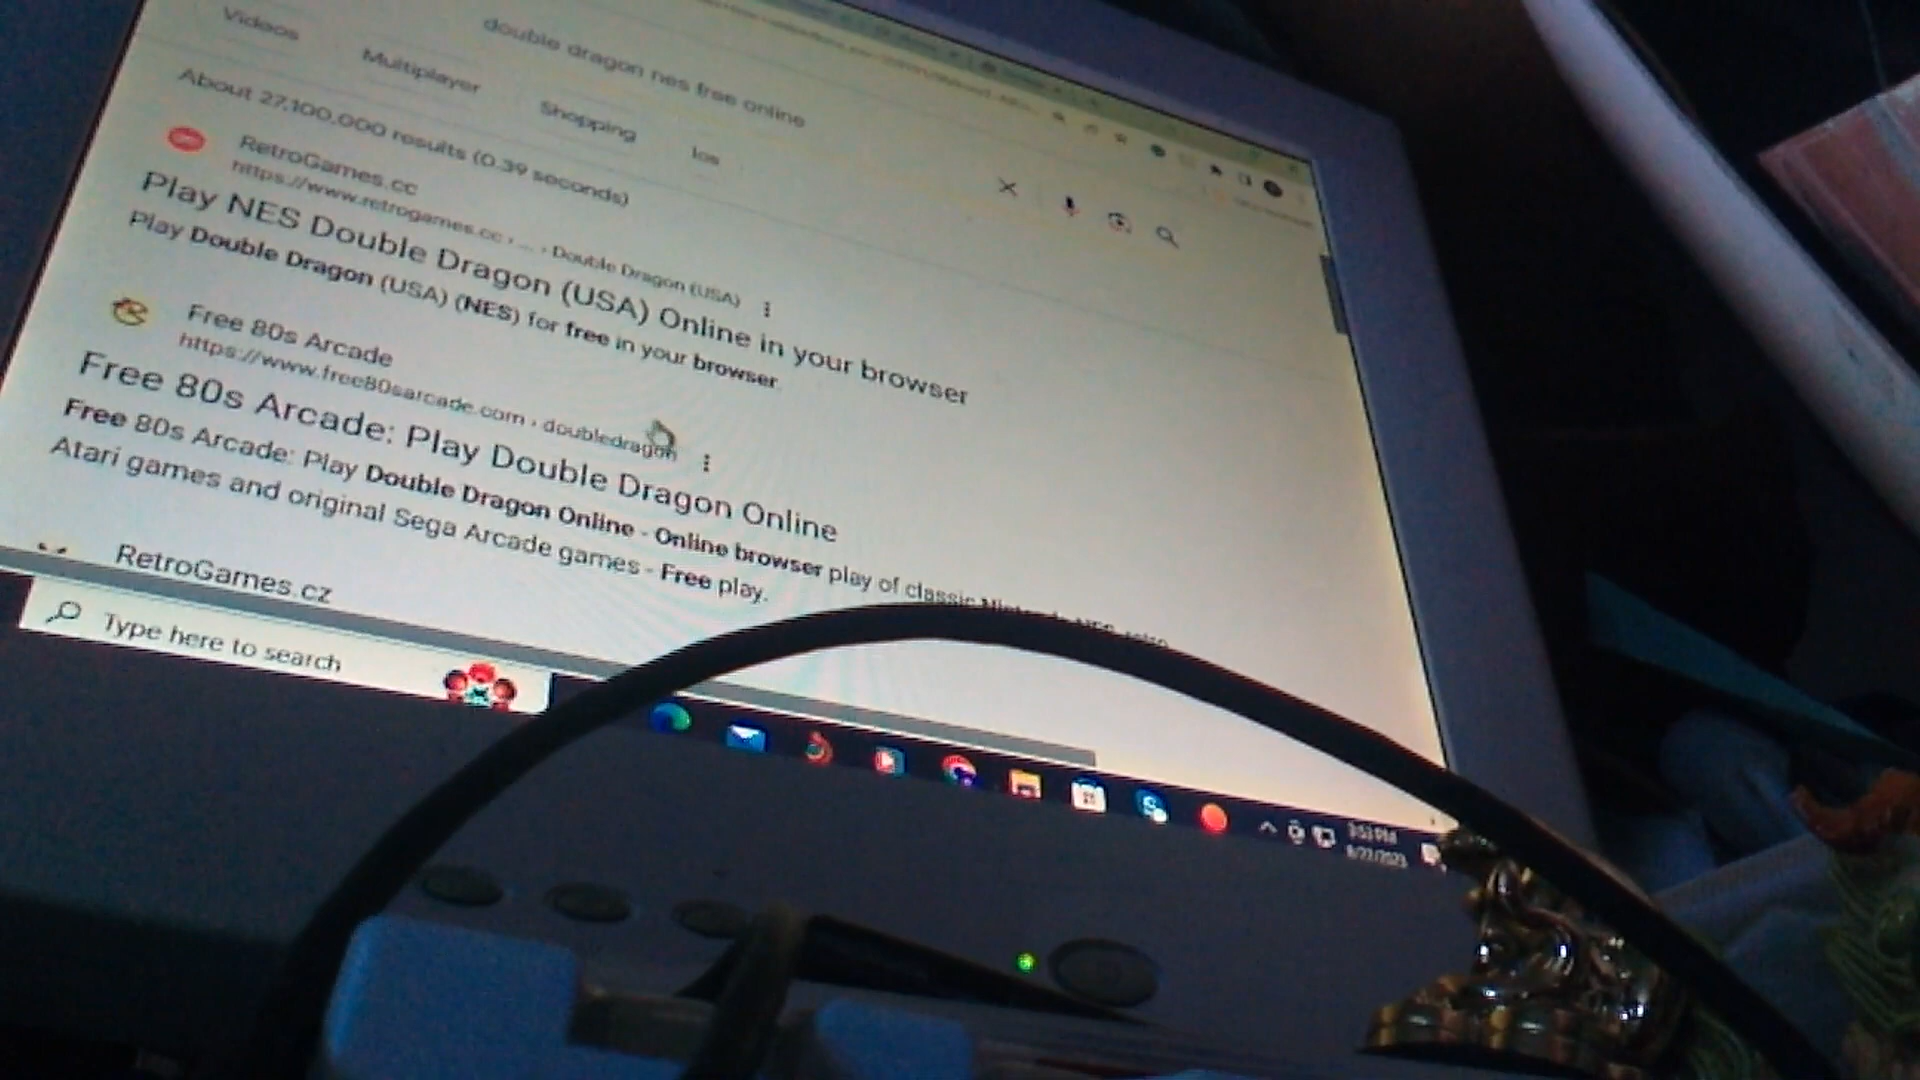 double dragon nes free online
Videos
Multiplayer
Shopping
Ios
About 27,100,000 results (0.39 seconds)
RetroGames.cc
https://www.retrogames.cc › ... › Double Dragon (USA)
Play NES Double Dragon (USA) Online in your browser
Play Double Dragon (USA) (NES) for free in your browser.
Free 80s Arcade
https://www.free80sarcade.com › doubledragon
Free 80s Arcade: Play Double Dragon Online
Free 80s Arcade: Play Double Dragon Online - Online browser play of classic
Atari games and original Sega Arcade games - Free play.
RetroGames.cz
Type here to search
3:53 PM